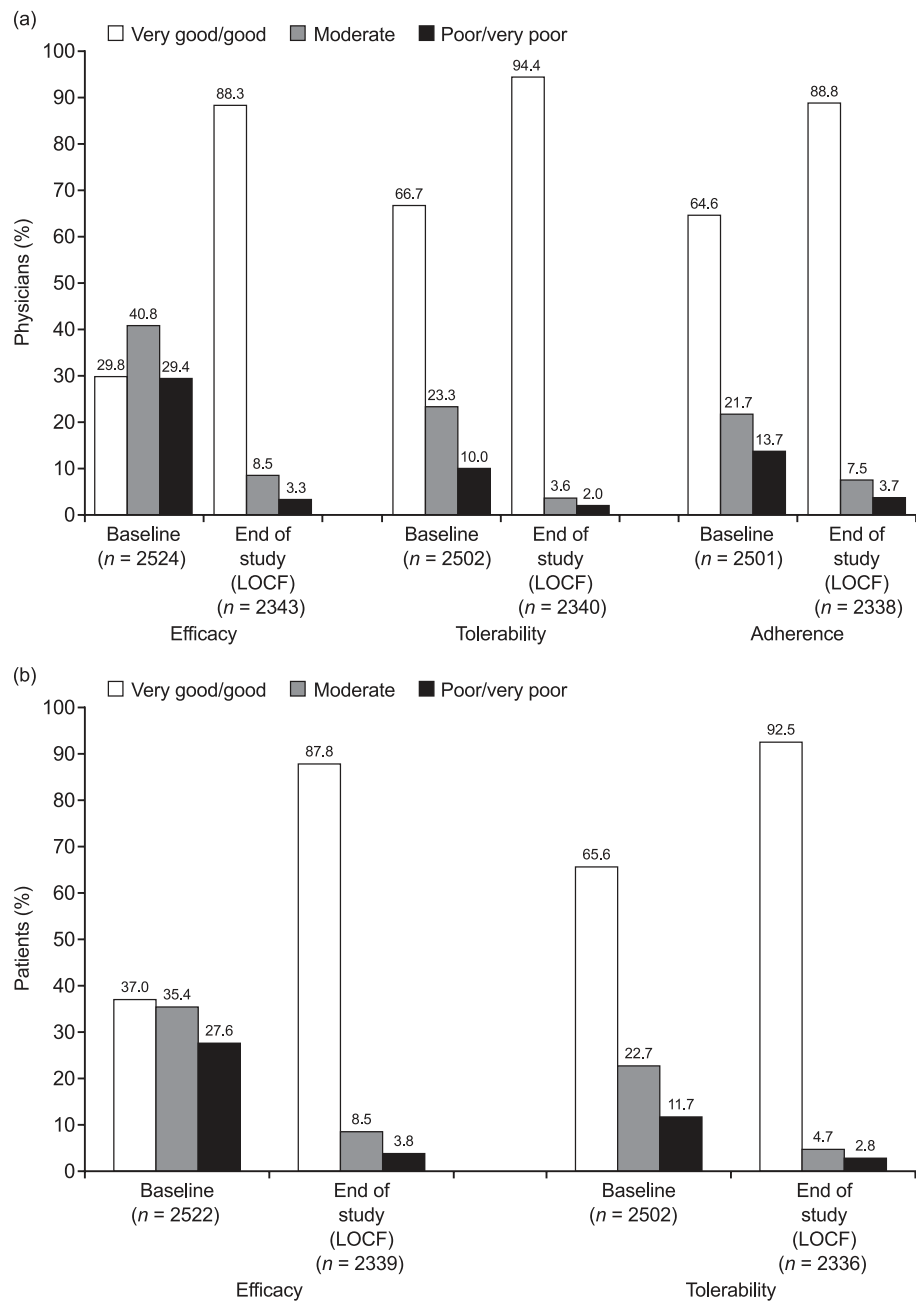 (a)
Very good/good Moderate Poor/very poor
100
90
80
70
60
50
40
30
20
10
0
Physicians (%)
29.8 40.8 29.4 88.3 8.5 3.3 66.7 23.3 10.0 94.4 3.6 2.0 64.6 21.7 13.7 88.8 7.5 3.7
Baseline End of Baseline End of Baseline End of
(n = 2524) study (n = 2502) study (n = 2501) study
(LOCF) (LOCF) (LOCF)
(n = 2343) (n = 2340) (n = 2338)
Efficacy Tolerability Adherence
(b)
Very good/good Moderate Poor/very poor
100
90
80
70
60
50
40
30
20
10
0
Patients (%)
37.0 35.4 27.6 87.8 8.5 3.8 65.6 22.7 11.7 92.5 4.7 2.8
Baseline End of Baseline End of
(n = 2522) study (n = 2502) study
(LOCF) (LOCF)
(n = 2339) (n = 2336)
Efficacy Tolerability